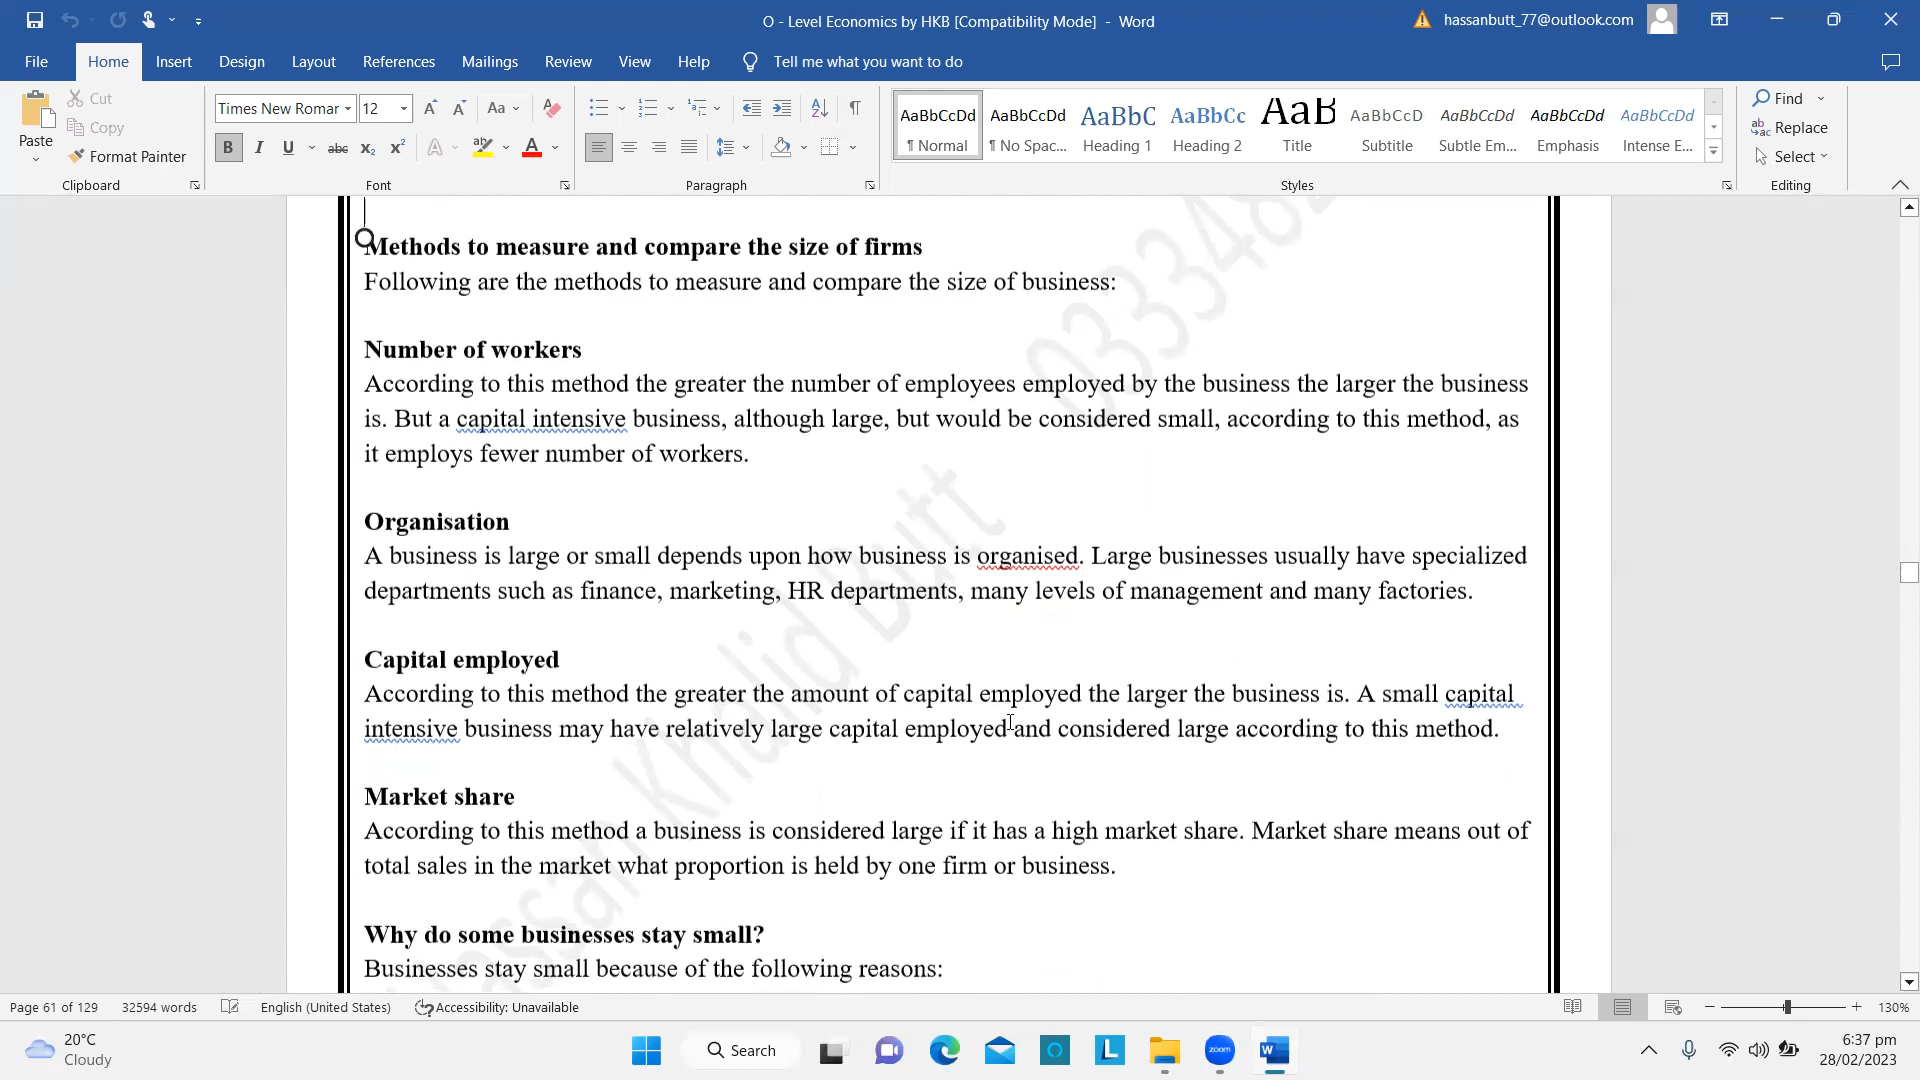 O - Level Economics by HKB [Compatibility Mode] - Word
hassanbutt_77@outlook.com
File Home Insert Design Layout References Mailings Review View Help Tell me what you want to do
Paste
Cut
Copy
Format Painter
Clipboard
Times New Romar 12
Aa
B I U abc x₂ x² A A
Font
Paragraph
AaBbCcDd AaBbCcDd AaBbC AaBbCc AaB AaBbCcD AaBbCcDd AaBbCcDd AaBbCcDd
¶ Normal ¶ No Spac... Heading 1 Heading 2 Title Subtitle Subtle Em... Emphasis Intense E...
Styles
Find
Replace
Select
Editing
Methods to measure and compare the size of firms
Following are the methods to measure and compare the size of business:
Number of workers
According to this method the greater the number of employees employed by the business the larger the business
is. But a capital intensive business, although large, but would be considered small, according to this method, as
it employs fewer number of workers.
Organisation
A business is large or small depends upon how business is organised. Large businesses usually have specialized
departments such as finance, marketing, HR departments, many levels of management and many factories.
Capital employed
According to this method the greater the amount of capital employed the larger the business is. A small capital
intensive business may have relatively large capital employed and considered large according to this method.
Market share
According to this method a business is considered large if it has a high market share. Market share means out of
total sales in the market what proportion is held by one firm or business.
Why do some businesses stay small?
Businesses stay small because of the following reasons:
Hassan Khalid Butt 033348
Page 61 of 129 32594 words English (United States) Accessibility: Unavailable 130%
20°C
Cloudy
Search
zoom
6:37 pm
28/02/2023